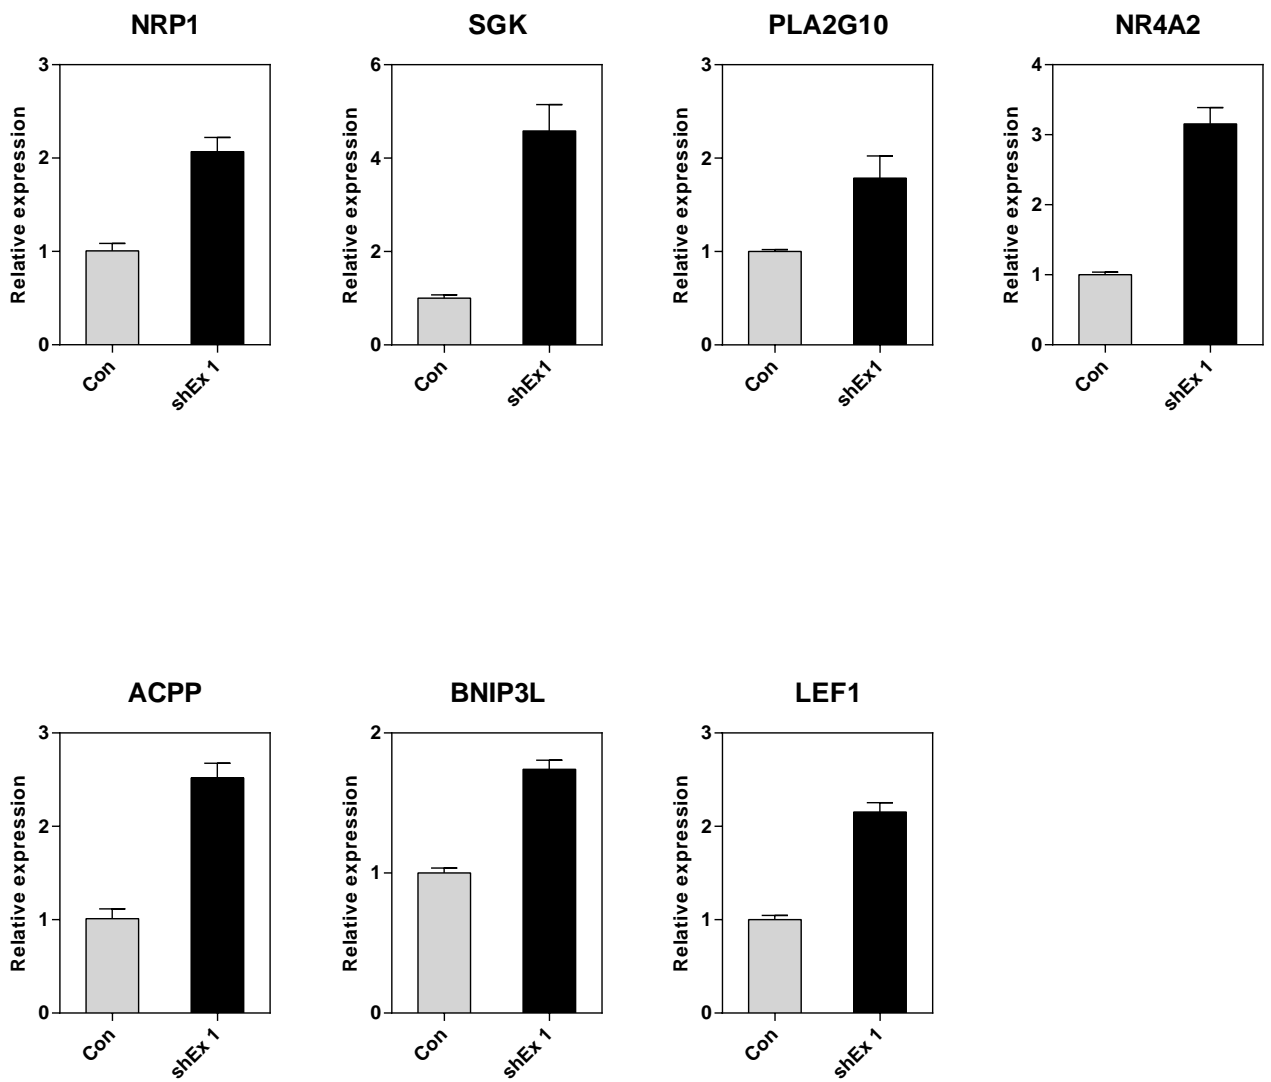 NRP1
3
2
1
0
Relative expression
Con
shEx 1
SGK
6
4
2
0
Relative expression
Con
shEx1
PLA2G10
3
2
1
0
Relative expression
Con
shEx1
NR4A2
4
3
2
1
0
Relative expression
Con
shEx 1
ACPP
3
2
1
0
Relative expression
Con
shEx 1
BNIP3L
2
1
0
Relative expression
Con
shEx 1
LEF1
3
2
1
0
Relative expression
Con
shEx 1